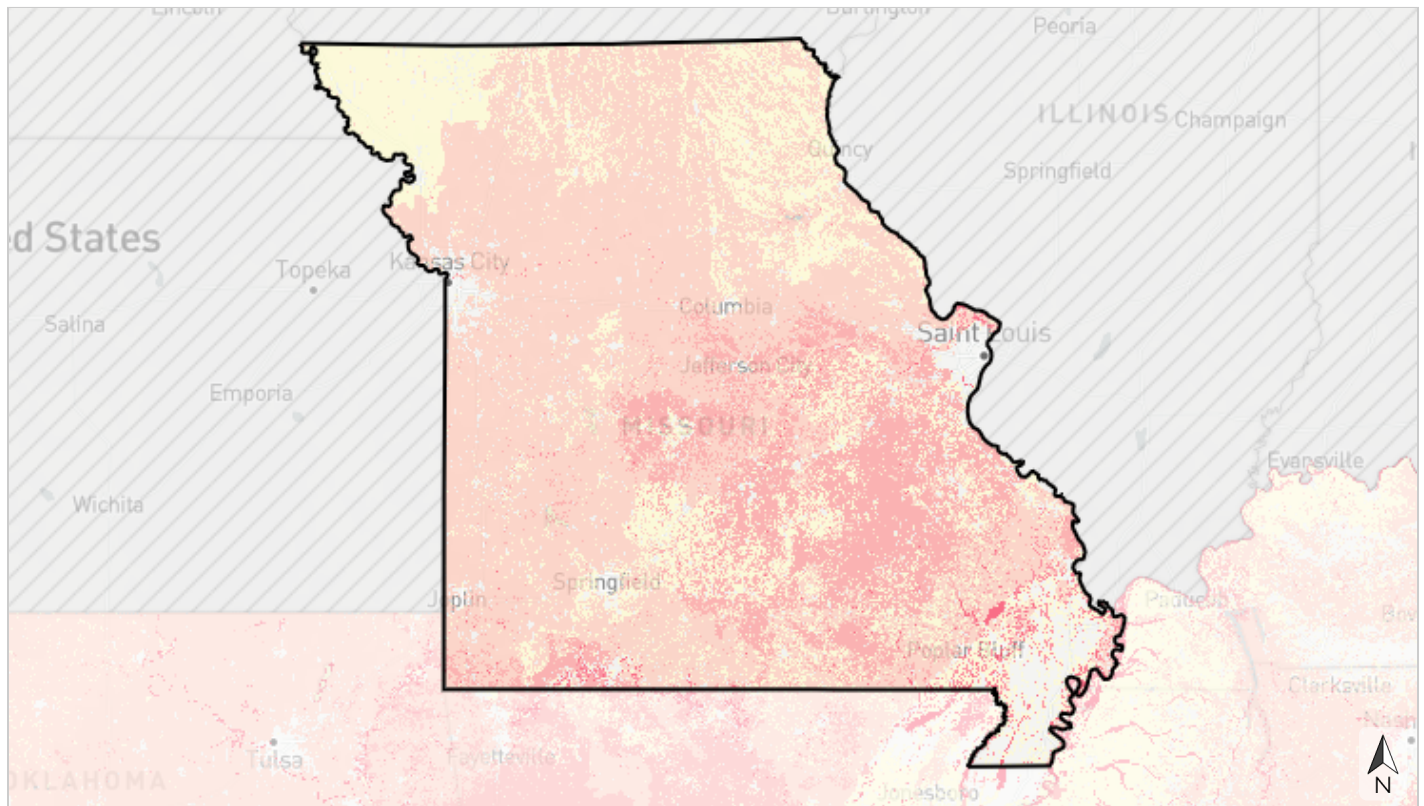 Lincoln
Burlington
Peoria
ILLINOIS
Champaign
Quincy
Springfield
ed States
Topeka
Kansas City
Columbia
Salina
Saint Louis
Jefferson City
Emporia
MISSOURI
Evansville
Wichita
Springfield
Joplin
Paducah
Poplar Bluff
Clarksville
Tulsa
Fayetteville
OKLAHOMA
Jonesboro
N